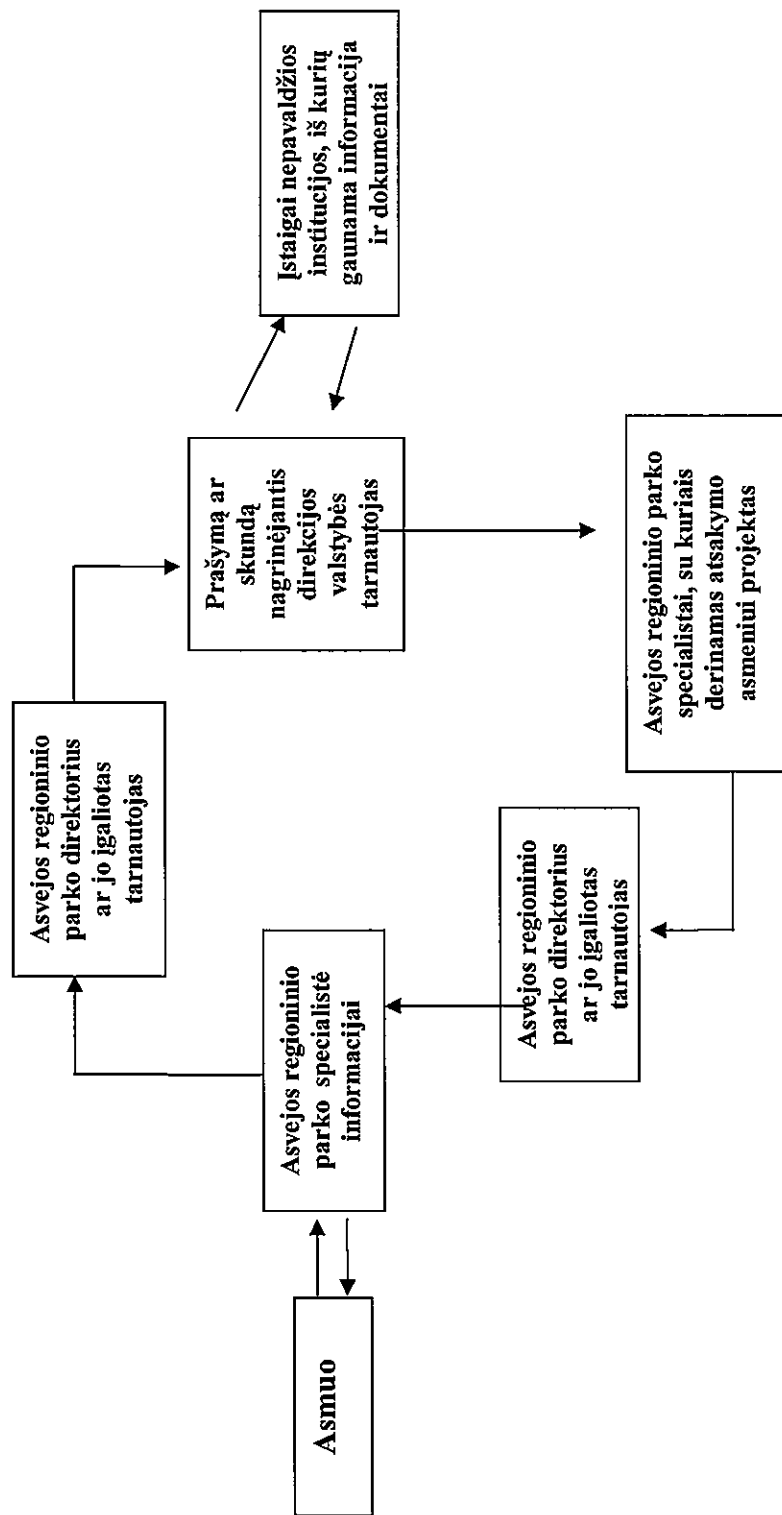 Asmuo
Asvejos regioninio
parko specialistė
informacijai
Asvejos regioninio
parko direktorius
ar jo įgaliotas
tarnautojas
Prašymą ar
skundą
nagrinėjantis
direkcijos
valstybės
tarnautojas
Įstaigai nepavaldžios
institucijos, iš kurių
gaunama informacija
ir dokumentai
Asvejos regioninio parko
specialistai, su kuriais
derinamas atsakymo
asmeniui projektas
Asvejos regioninio
parko direktorius
ar jo įgaliotas
tarnautojas